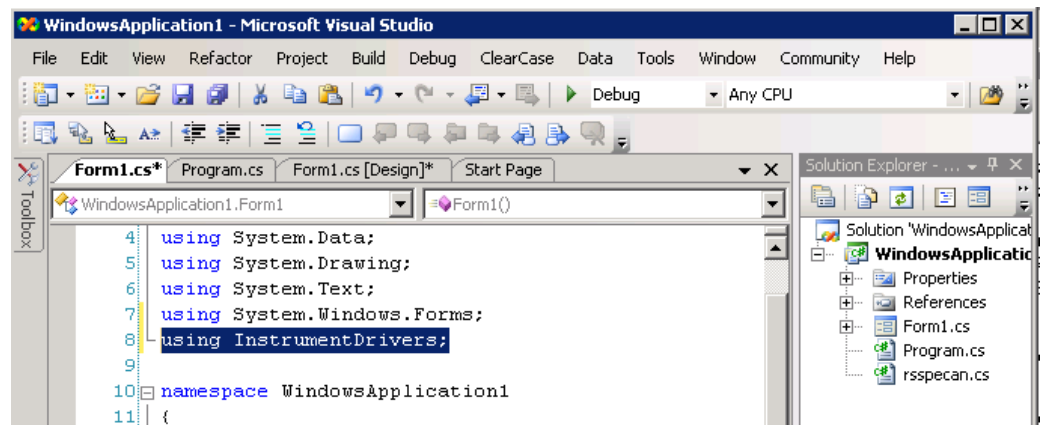 WindowsApplication1 - Microsoft Visual Studio
File Edit View Refactor Project Build Debug ClearCase Data Tools Window Community Help
Debug Any CPU
Form1.cs* Program.cs Form1.cs [Design]* Start Page
Solution Explorer - ...
Toolbox
WindowsApplication1.Form1 Form1()
4 using System.Data;
5 using System.Drawing;
6 using System.Text;
7 using System.Windows.Forms;
8 using InstrumentDrivers;
9
10 namespace WindowsApplication1
11 {
Solution 'WindowsApplicat
WindowsApplicatic
Properties
References
Form1.cs
Program.cs
rsspecan.cs